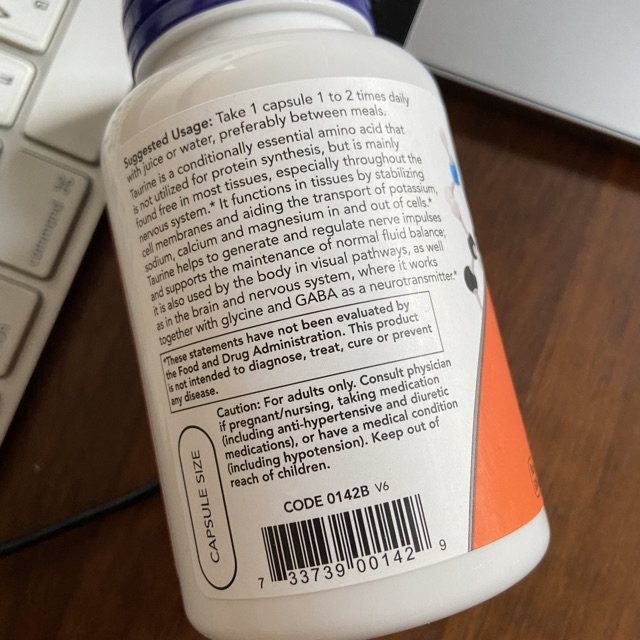 Suggested Usage: Take 1 capsule 1 to 2 times daily
with juice or water, preferably between meals.
Taurine is a conditionally essential amino acid that
is not utilized for protein synthesis, but is mainly
found free in most tissues, especially throughout the
nervous system.* It functions in tissues by stabilizing
cell membranes and aiding the transport of potassium,
sodium, calcium and magnesium in and out of cells.*
Taurine helps to generate and regulate nerve impulses
and supports the maintenance of normal fluid balance;
it is also used by the body in visual pathways, as well
as in the brain and nervous system, where it works
together with glycine and GABA as a neurotransmitter.*
*These statements have not been evaluated by
the Food and Drug Administration. This product
is not intended to diagnose, treat, cure or prevent
any disease.
Caution: For adults only. Consult physician
if pregnant/nursing, taking medication
(including anti-hypertensive and diuretic
medications), or have a medical condition
(including hypotension). Keep out of
reach of children.
CAPSULE SIZE
CODE 0142B V6
7 33739 00142 9
command